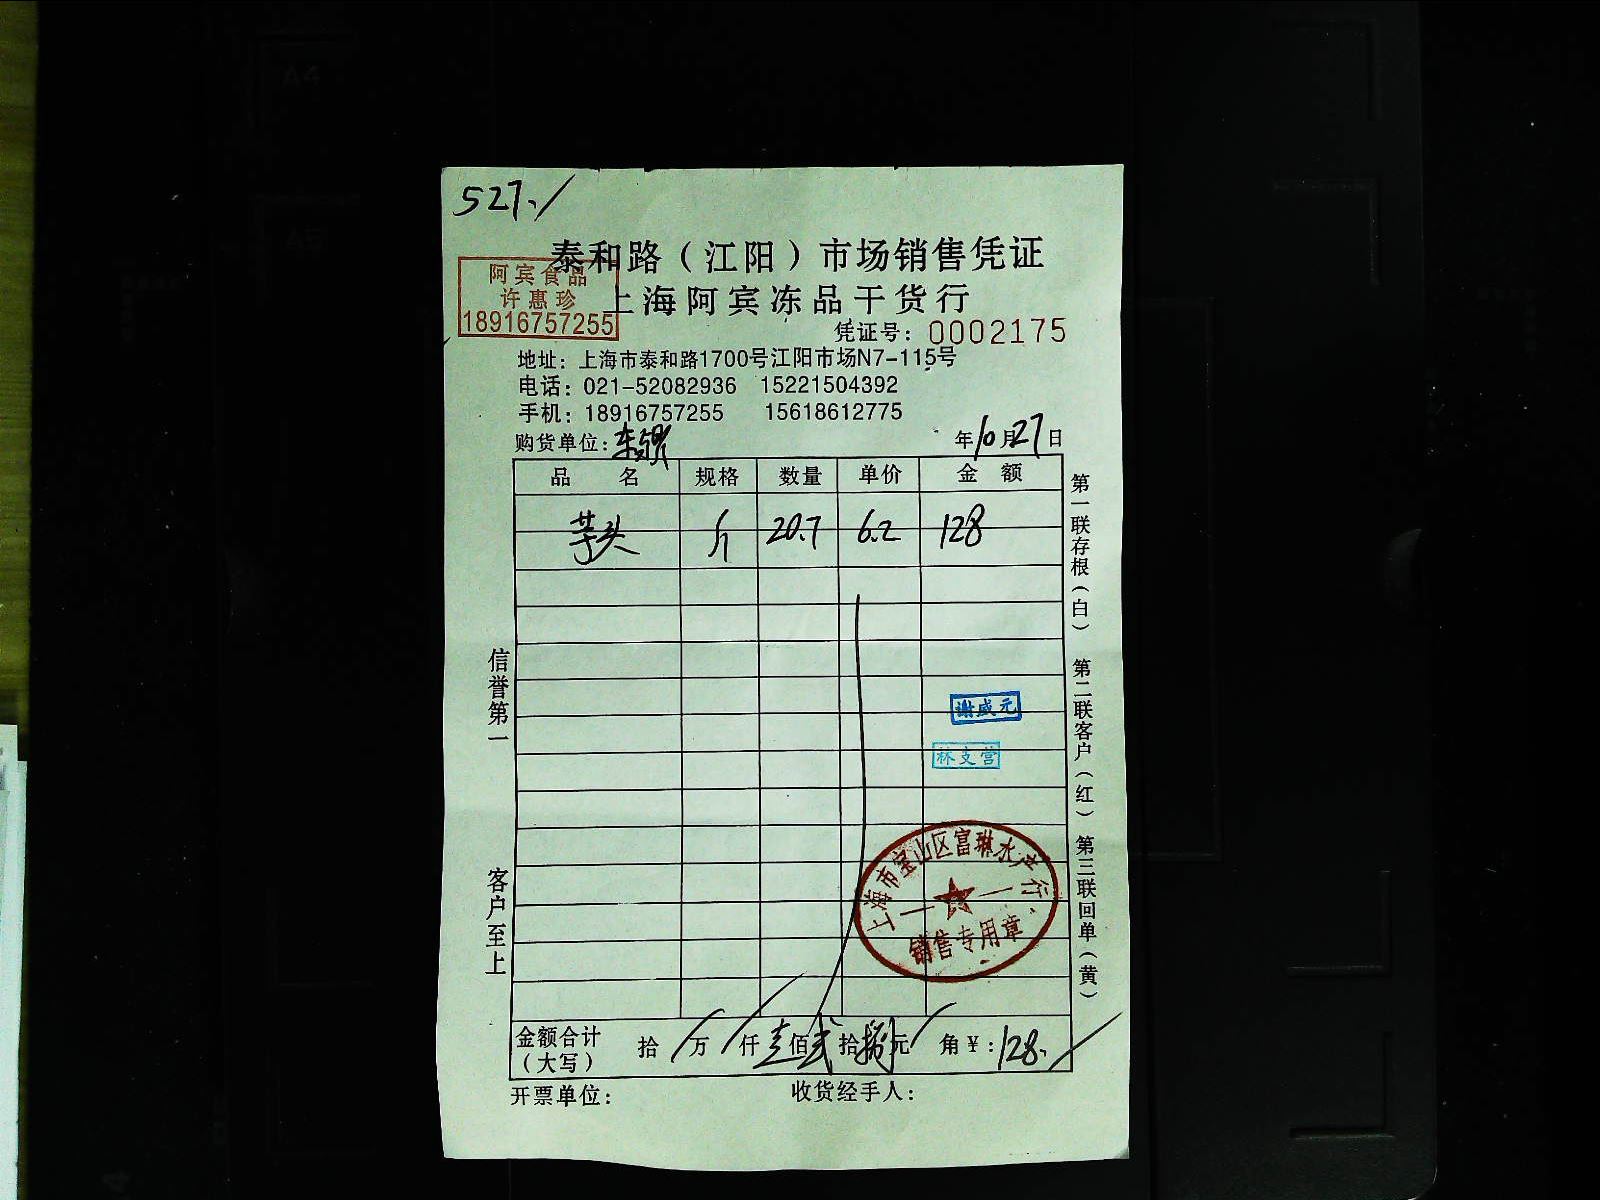 527.
泰和路（江阳）市场销售凭证
阿宾食品
许惠珍
18916757255
上海阿宾冻品干货行
凭证号：0002175
地址：上海市泰和路1700号江阳市场N7-115号
电话：021-52082936 15221504392
手机：18916757255 15618612775
购货单位：
年10月27日
品名 规格 数量 单价 金额
芋头 斤 20.7 6.2 128
第一联存根（白） 第二联客户（红） 第三联回单（黄）
信誉第一
客户至上
谢威元
林支营
上海市宝山区富琳水产行
销售专用章
金额合计（大写） 拾 万 仟 壹佰 贰拾 捌元 角 ￥：128.
开票单位： 收货经手人：
A4
A5